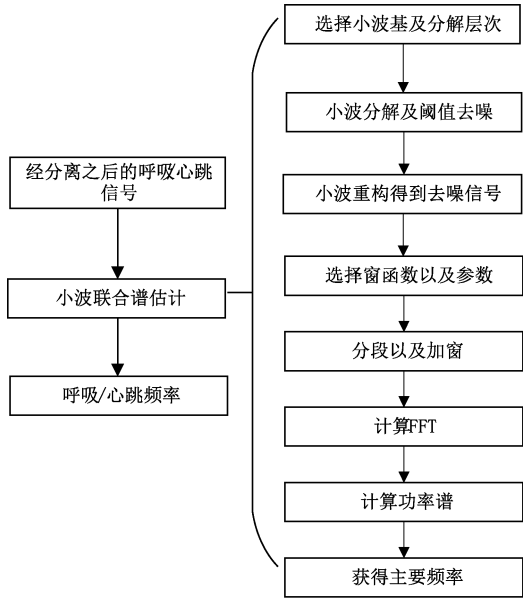 经分离之后的呼吸心跳
信号
小波联合谱估计
呼吸/心跳频率
选择小波基及分解层次
小波分解及阈值去噪
小波重构得到去噪信号
选择窗函数以及参数
分段以及加窗
计算FFT
计算功率谱
获得主要频率